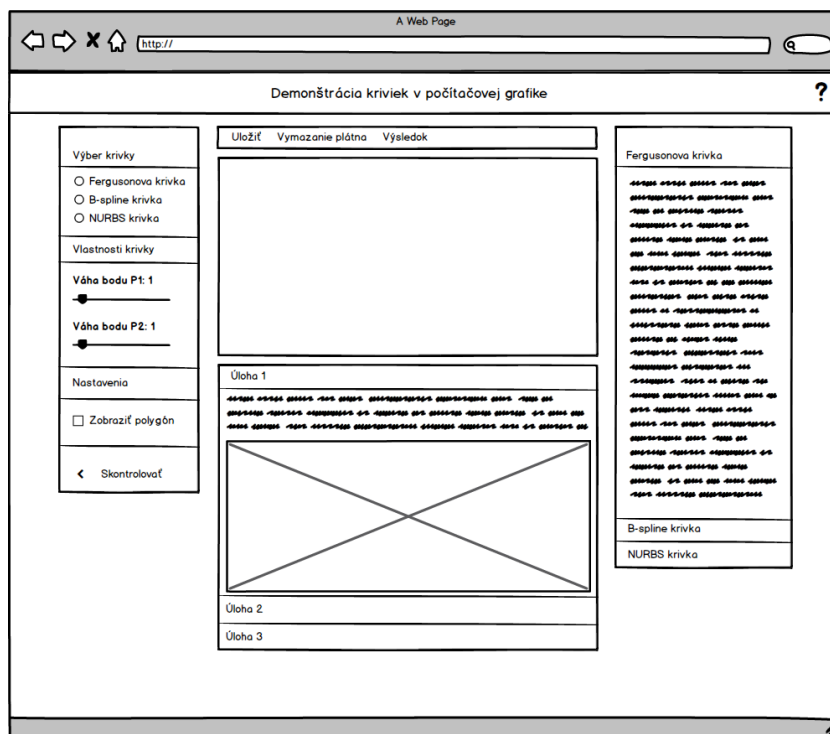 A Web Page
http://
Demonštrácia kriviek v počítačovej grafike
?
Výber krivky
Fergusonova krivka
B-spline krivka
NURBS krivka
Vlastnosti krivky
Váha bodu P1: 1
Váha bodu P2: 1
Nastavenia
Zobraziť polygón
Skontrolovať
Uložiť Vymazanie plátna Výsledok
Úloha 1
Úloha 2
Úloha 3
Fergusonova krivka
B-spline krivka
NURBS krivka